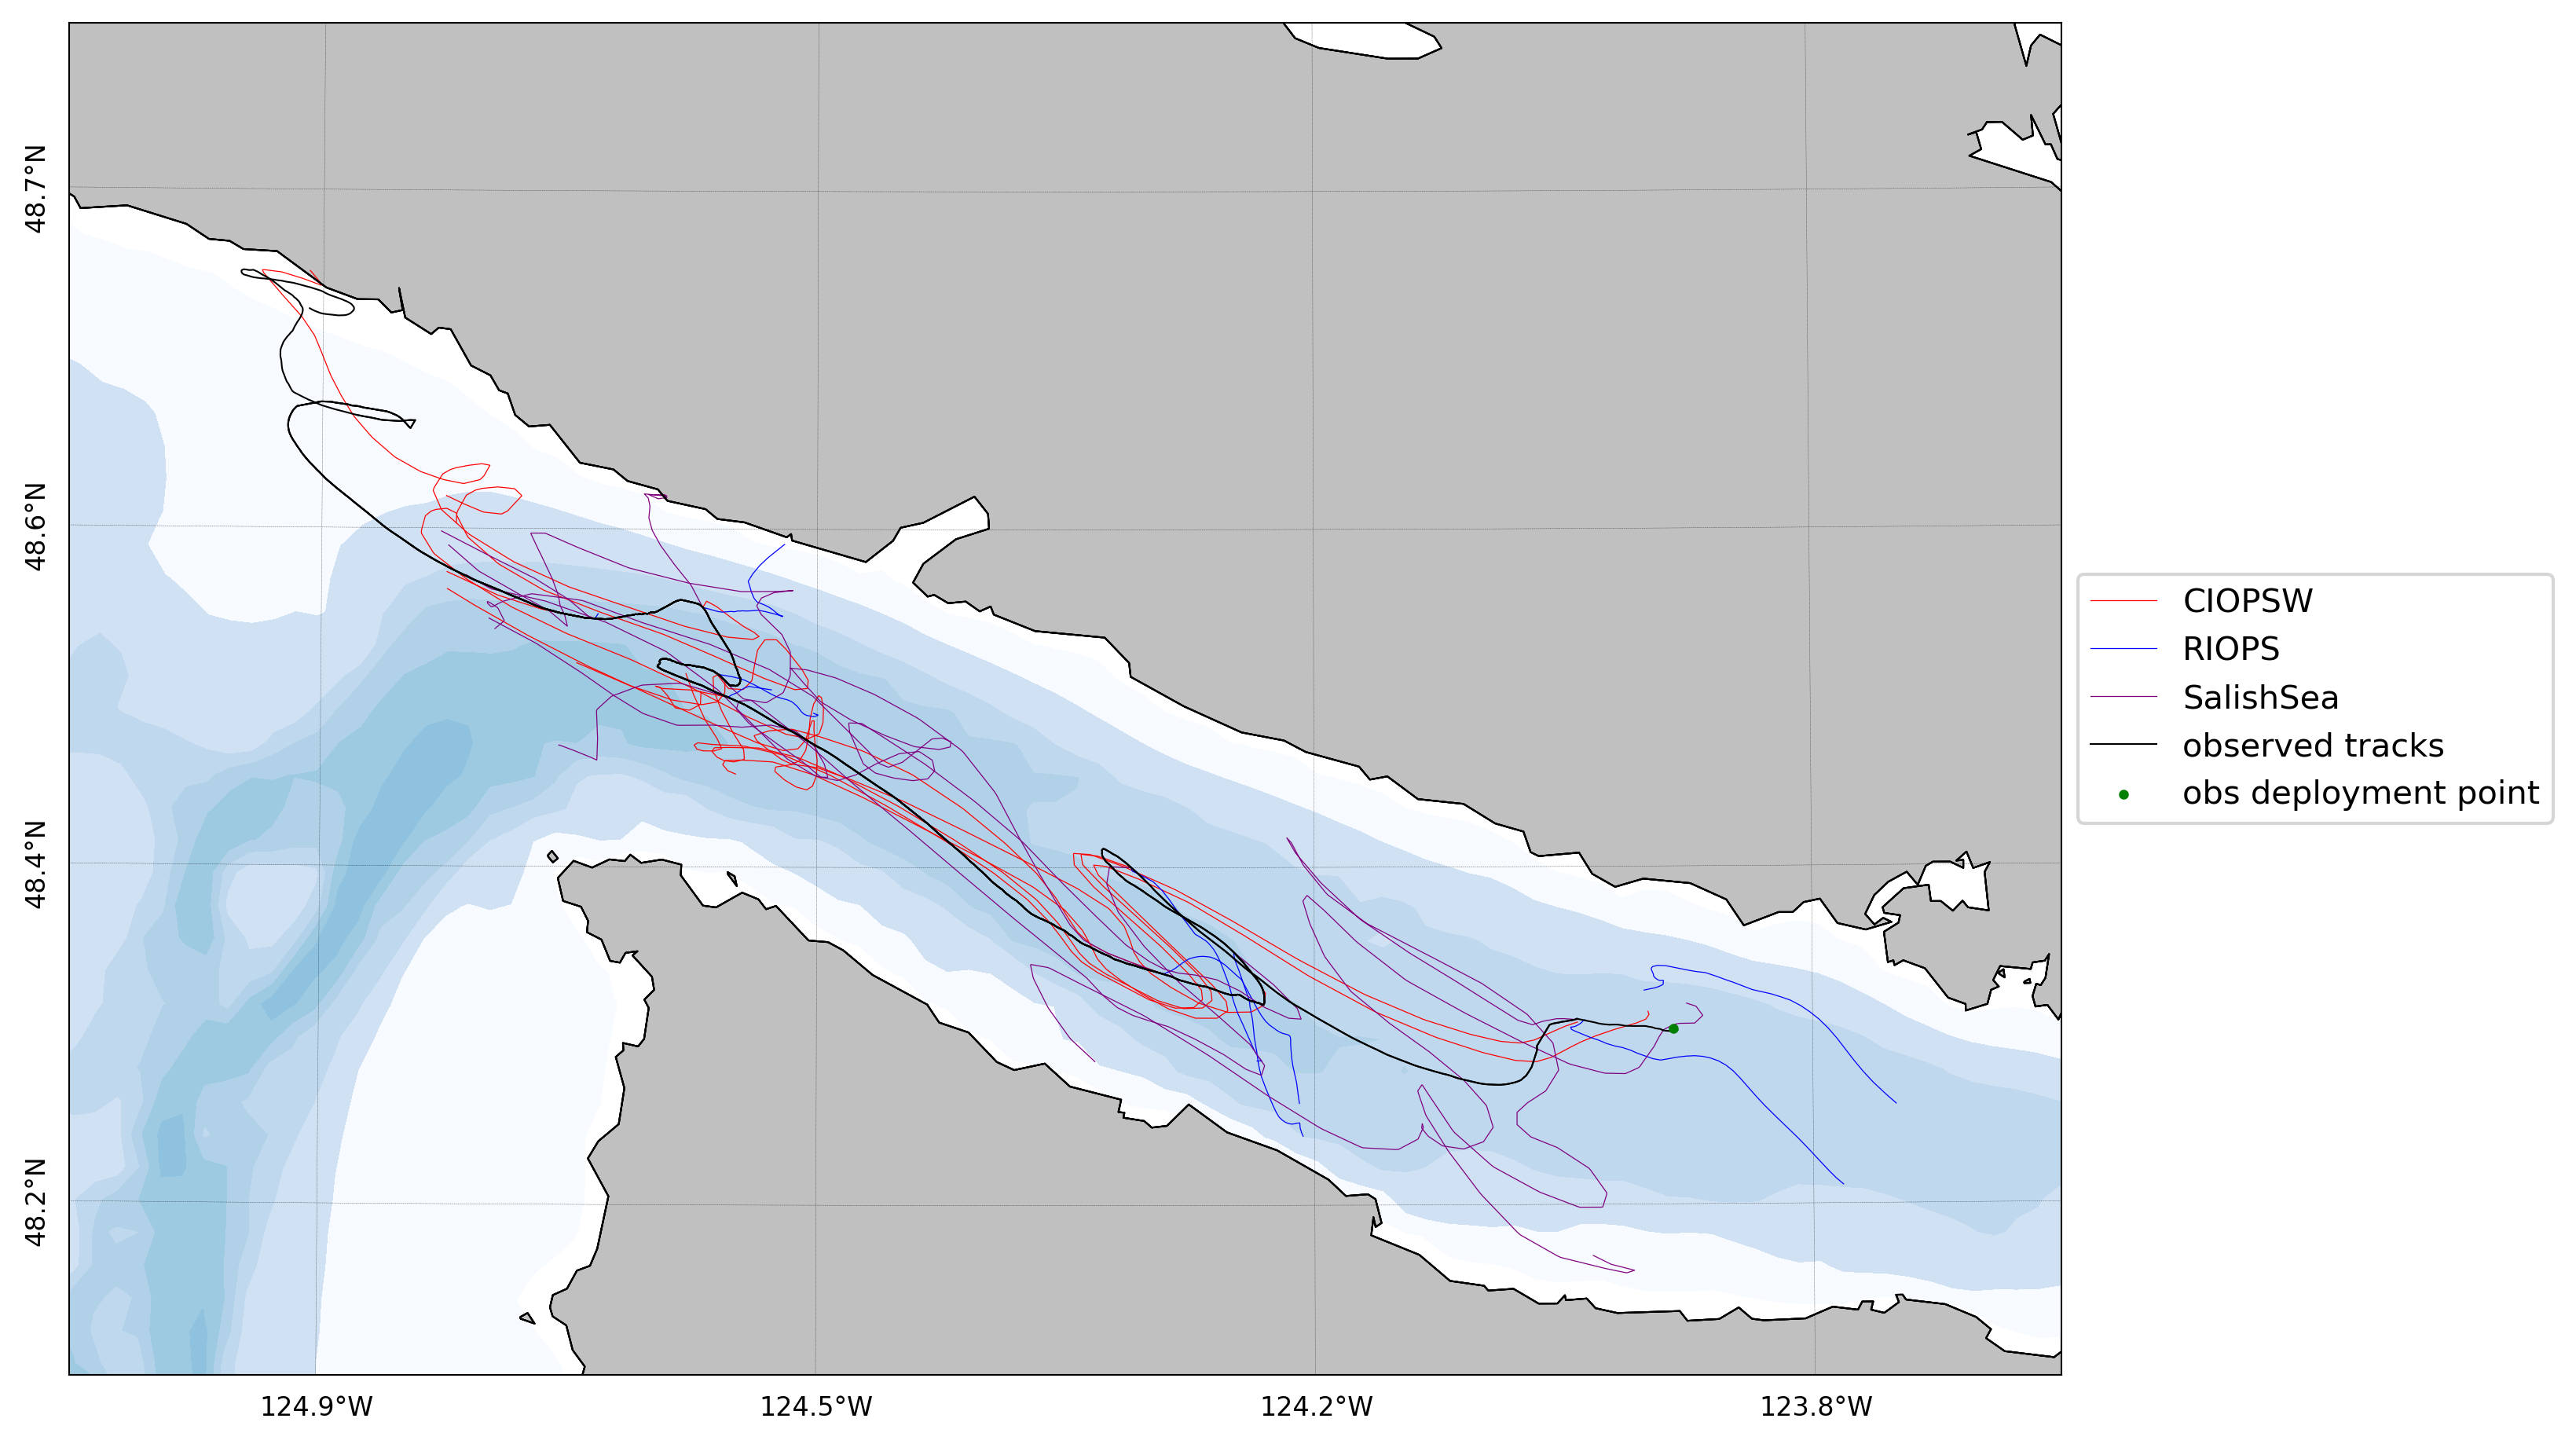 48.7°N
48.6°N
48.4°N
48.2°N
124.9°W 124.5°W 124.2°W 123.8°W
CIOPSW
RIOPS
SalishSea
observed tracks
obs deployment point